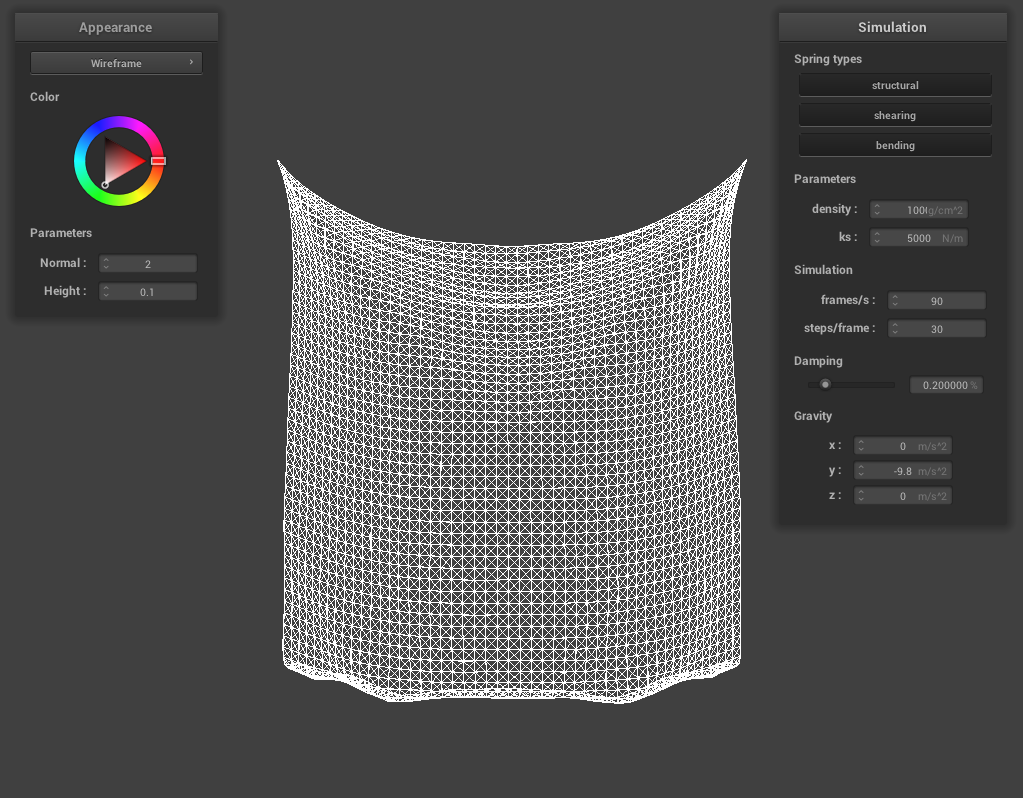 Appearance
Wireframe
Color
Parameters
Normal : 2
Height : 0.1
Simulation
Spring types
structural
shearing
bending
Parameters
density : 100 g/cm^2
ks : 5000 N/m
Simulation
frames/s : 90
steps/frame : 30
Damping
0.200000 %
Gravity
x : 0 m/s^2
y : -9.8 m/s^2
z : 0 m/s^2